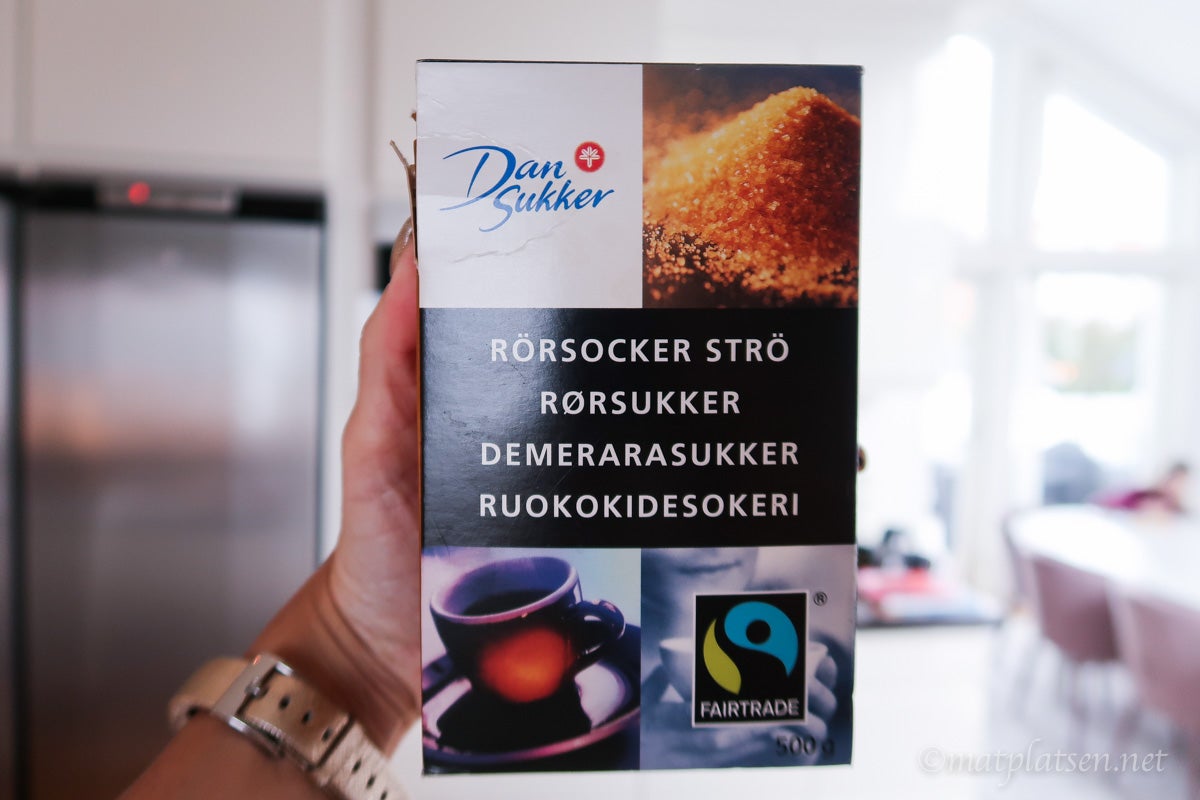 Dan
Sukker
RÖRSOCKER STRÖ
RØRSUKKER
DEMERARASUKKER
RUOKOKIDESOKERI
®
FAIRTRADE
500 g
©matplatsen.net